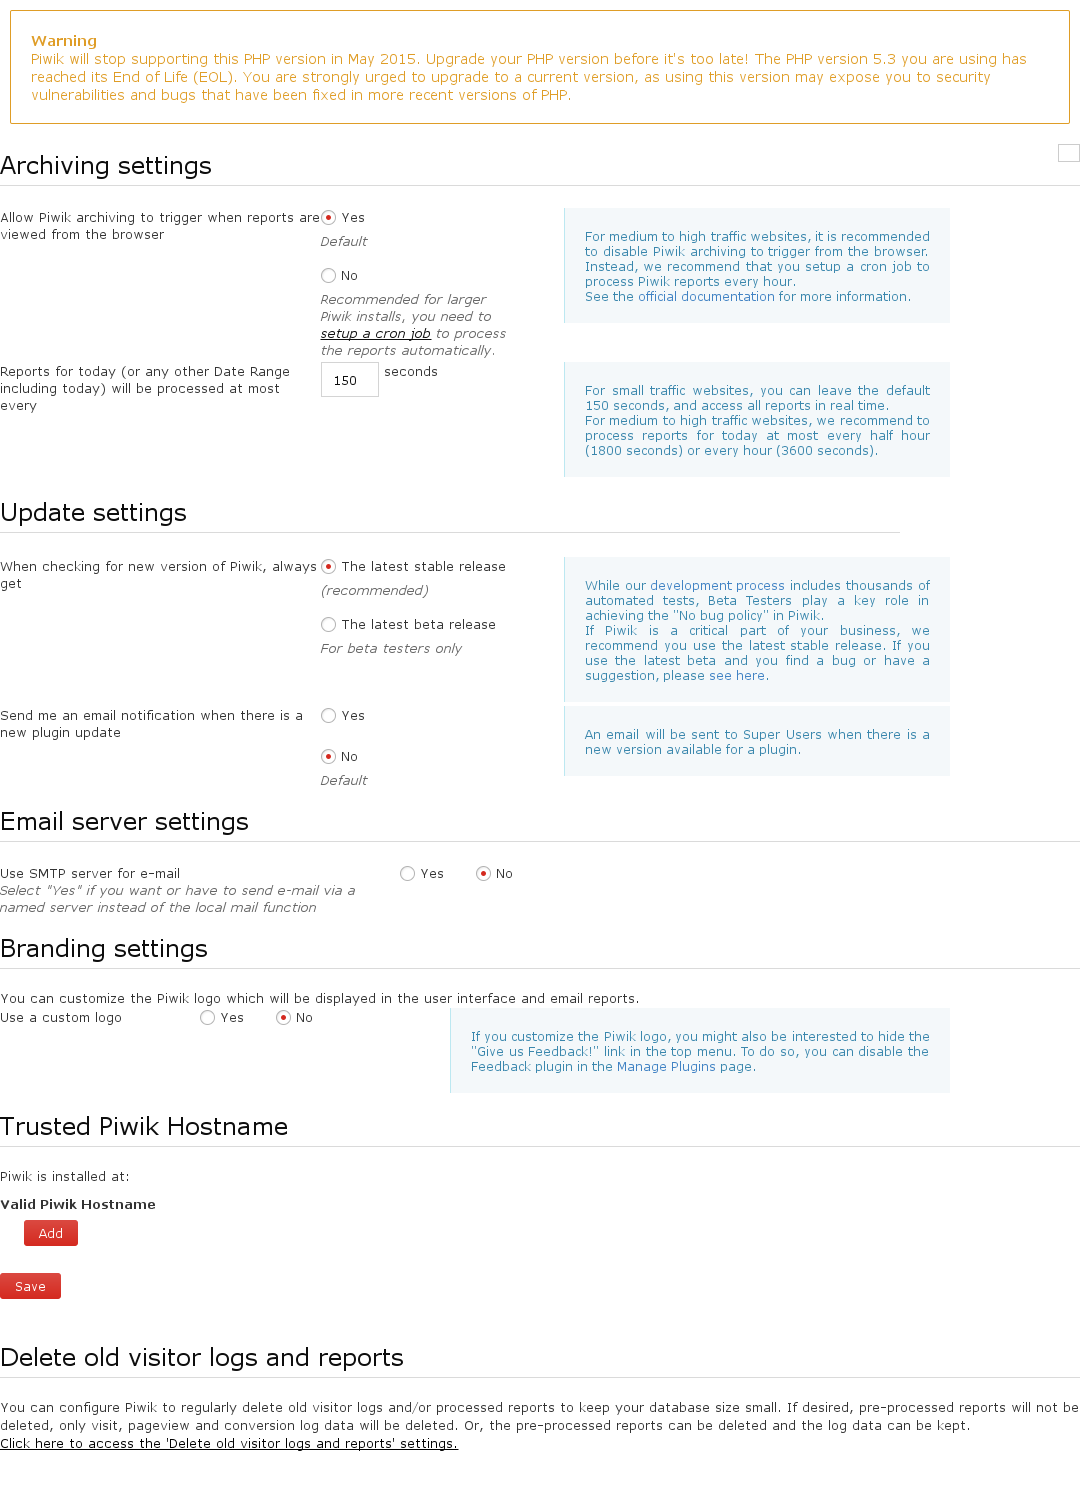 Warning
Piwik will stop supporting this PHP version in May 2015. Upgrade your PHP version before it's too late! The PHP version 5.3 you are using has
reached its End of Life (EOL). You are strongly urged to upgrade to a current version, as using this version may expose you to security
vulnerabilities and bugs that have been fixed in more recent versions of PHP.
Archiving settings
Allow Piwik archiving to trigger when reports are
viewed from the browser
Yes
Default
No
Recommended for larger
Piwik installs, you need to
setup a cron job to process
the reports automatically.
For medium to high traffic websites, it is recommended
to disable Piwik archiving to trigger from the browser.
Instead, we recommend that you setup a cron job to
process Piwik reports every hour.
See the official documentation for more information.
Reports for today (or any other Date Range
including today) will be processed at most
every
150 seconds
For small traffic websites, you can leave the default
150 seconds, and access all reports in real time.
For medium to high traffic websites, we recommend to
process reports for today at most every half hour
(1800 seconds) or every hour (3600 seconds).
Update settings
When checking for new version of Piwik, always
get
The latest stable release
(recommended)
The latest beta release
For beta testers only
While our development process includes thousands of
automated tests, Beta Testers play a key role in
achieving the "No bug policy" in Piwik.
If Piwik is a critical part of your business, we
recommend you use the latest stable release. If you
use the latest beta and you find a bug or have a
suggestion, please see here.
Send me an email notification when there is a
new plugin update
Yes
No
Default
An email will be sent to Super Users when there is a
new version available for a plugin.
Email server settings
Use SMTP server for e-mail
Select "Yes" if you want or have to send e-mail via a
named server instead of the local mail function
Yes No
Branding settings
You can customize the Piwik logo which will be displayed in the user interface and email reports.
Use a custom logo Yes No
If you customize the Piwik logo, you might also be interested to hide the
"Give us Feedback!" link in the top menu. To do so, you can disable the
Feedback plugin in the Manage Plugins page.
Trusted Piwik Hostname
Piwik is installed at:
Valid Piwik Hostname
Add
Save
Delete old visitor logs and reports
You can configure Piwik to regularly delete old visitor logs and/or processed reports to keep your database size small. If desired, pre-processed reports will not be
deleted, only visit, pageview and conversion log data will be deleted. Or, the pre-processed reports can be deleted and the log data can be kept.
Click here to access the 'Delete old visitor logs and reports' settings.